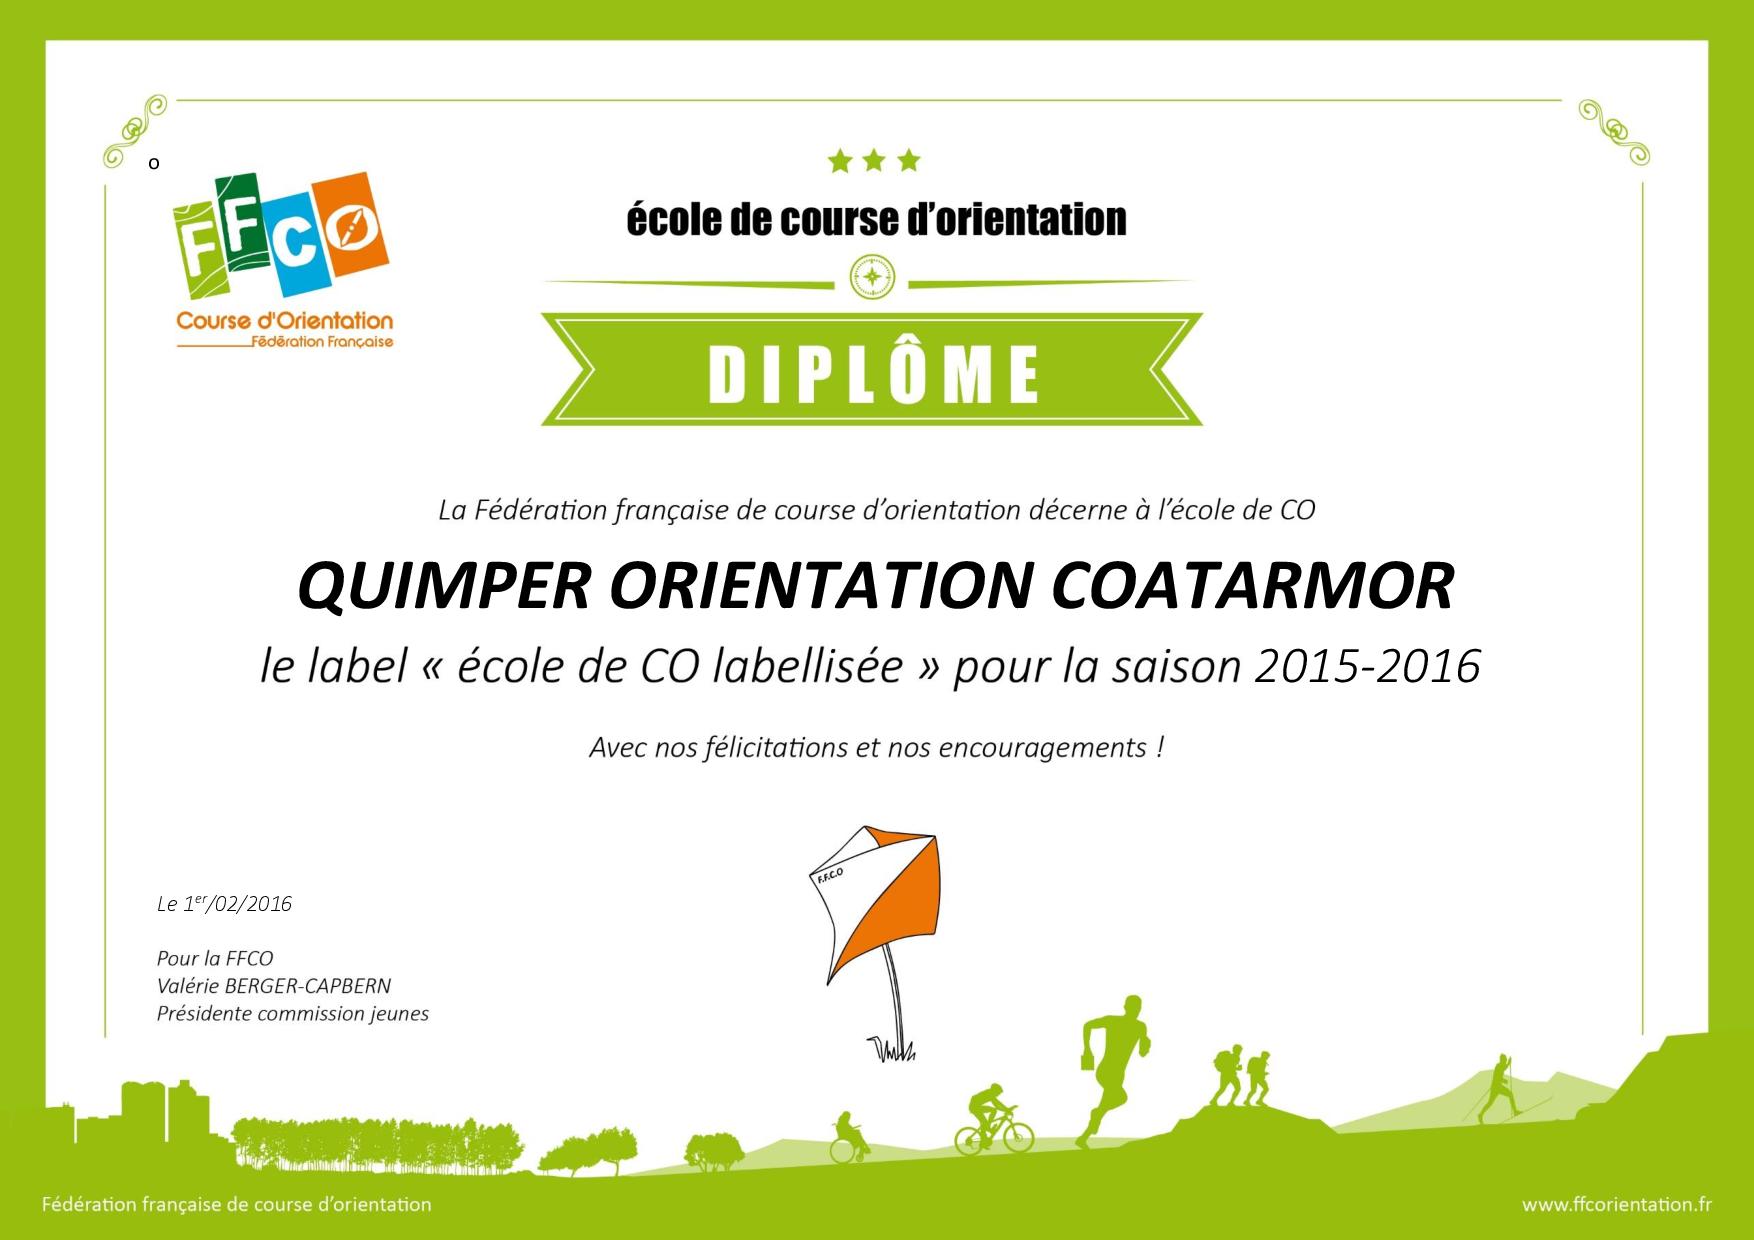 o
FFCO
Course d'Orientation
Fédération Française
école de course d’orientation
DIPLÔME
La Fédération française de course d’orientation décerne à l’école de CO
QUIMPER ORIENTATION COATARMOR
le label « école de CO labellisée » pour la saison 2015-2016
Avec nos félicitations et nos encouragements !
F.F.C.O
Le 1er/02/2016
Pour la FFCO
Valérie BERGER-CAPBERN
Présidente commission jeunes
Fédération française de course d’orientation
www.ffcorientation.fr